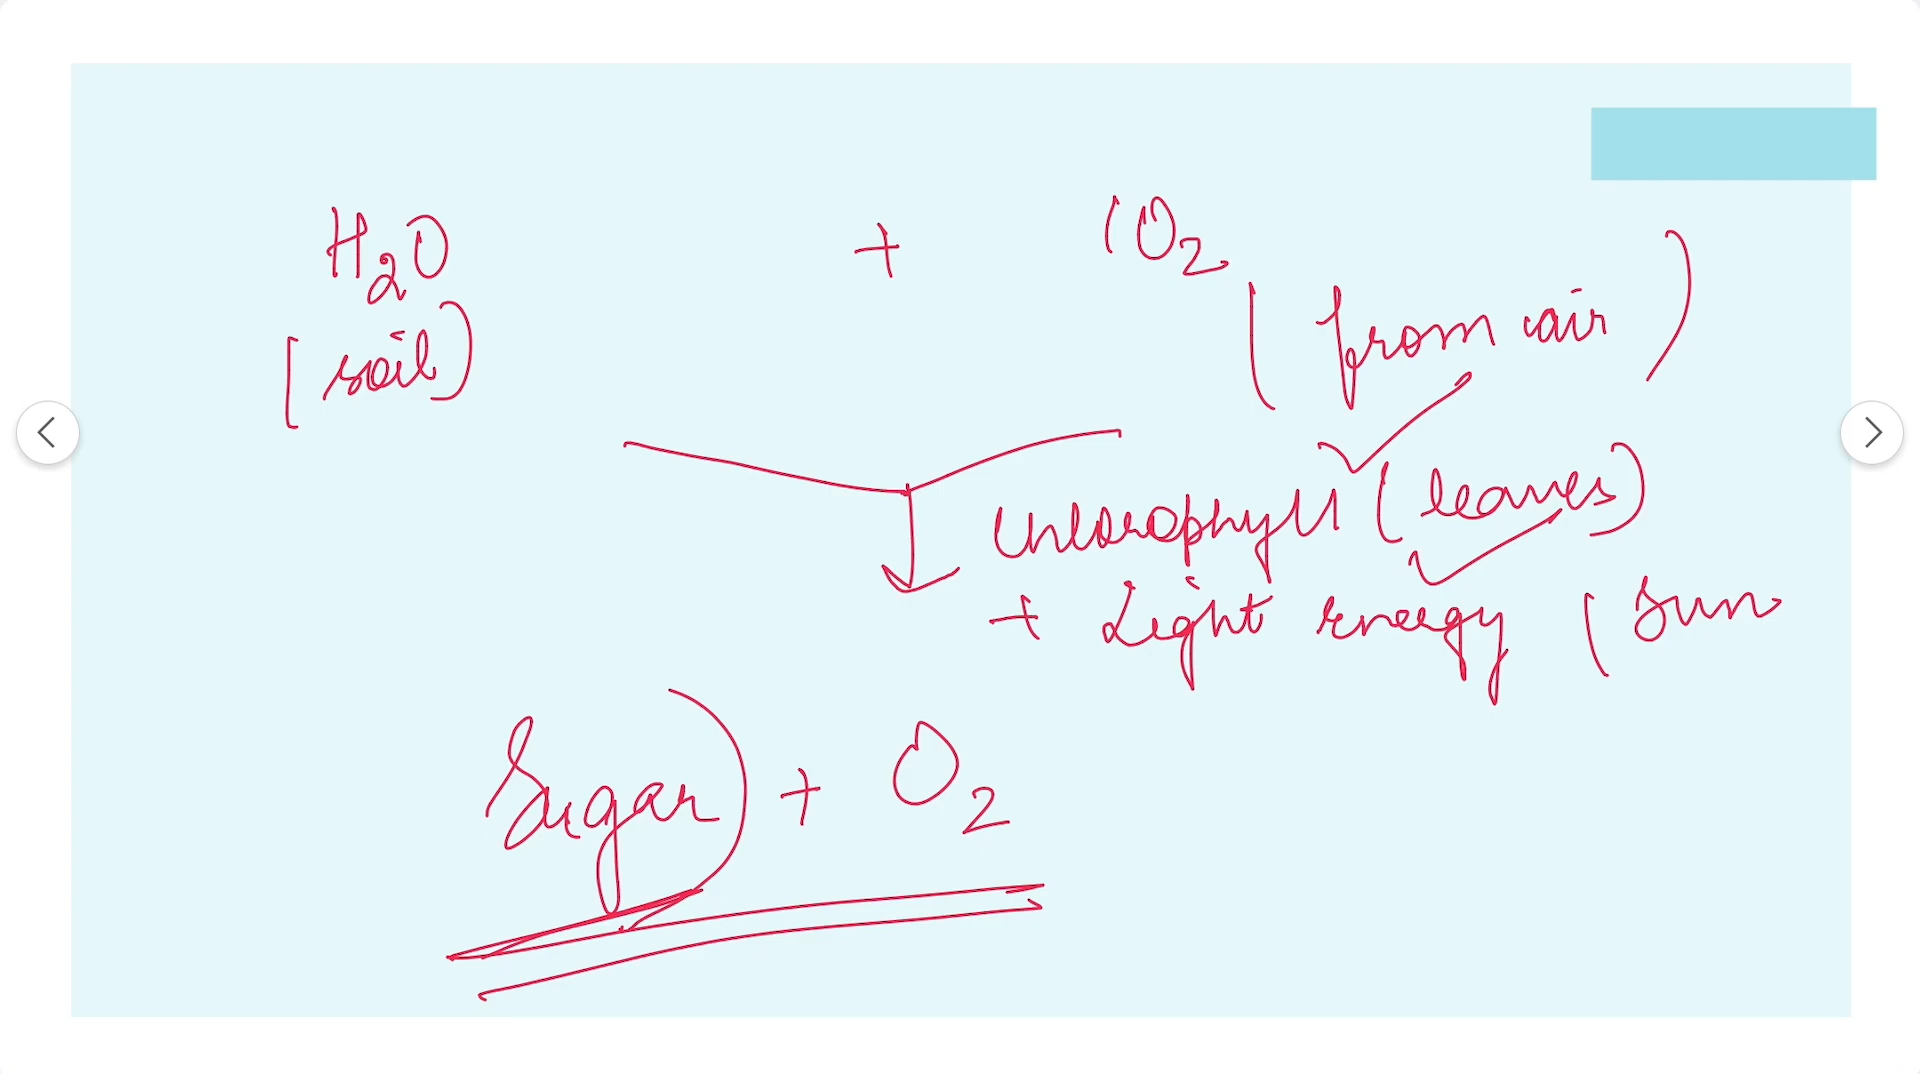 H₂O + CO₂
(soil) (from air)
Chlorophyll (leaves)
+ Light energy (sun
Sugar) + O₂